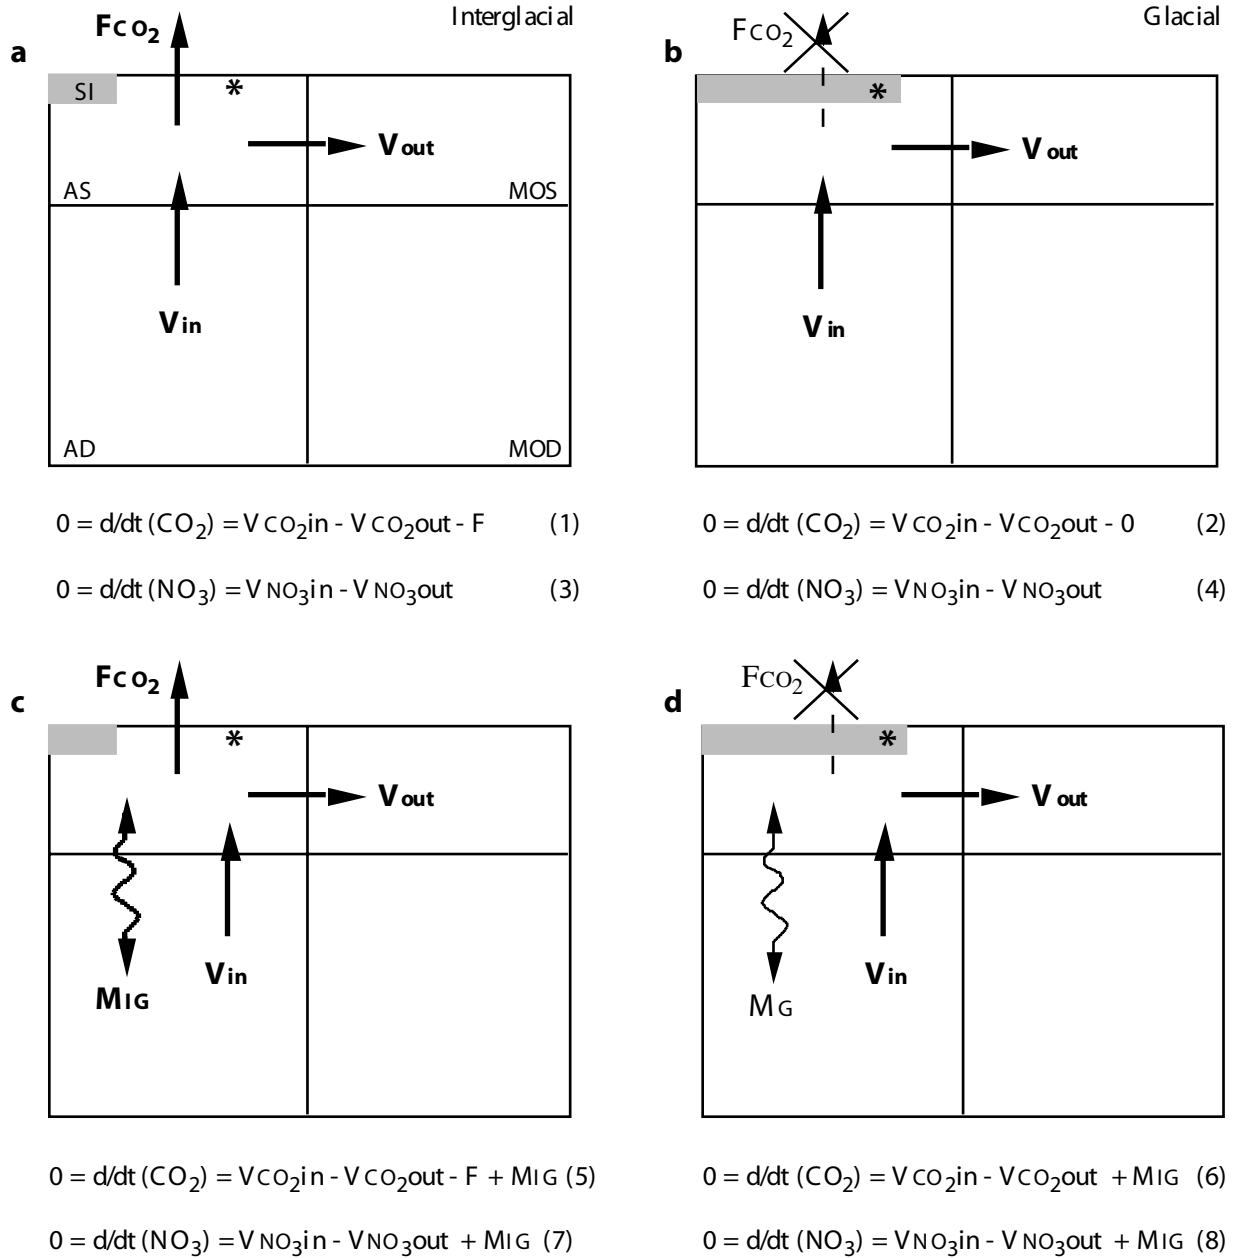 Interglacial
Glacial
a
FCO2
SI
*
Vout
AS
MOS
Vin
AD
MOD
b
FCO2
*
Vout
Vin
0 = d/dt (CO2) = VCO2in - VCO2out - F (1)
0 = d/dt (CO2) = VCO2in - VCO2out - 0 (2)
0 = d/dt (NO3) = VNO3in - VNO3out (3)
0 = d/dt (NO3) = VNO3in - VNO3out (4)
c
FCO2
*
Vout
Vin
MIG
d
FCO2
*
Vout
Vin
MG
0 = d/dt (CO2) = VCO2in - VCO2out - F + MIG (5)
0 = d/dt (CO2) = VCO2in - VCO2out + MIG (6)
0 = d/dt (NO3) = VNO3in - VNO3out + MIG (7)
0 = d/dt (NO3) = VNO3in - VNO3out + MIG (8)